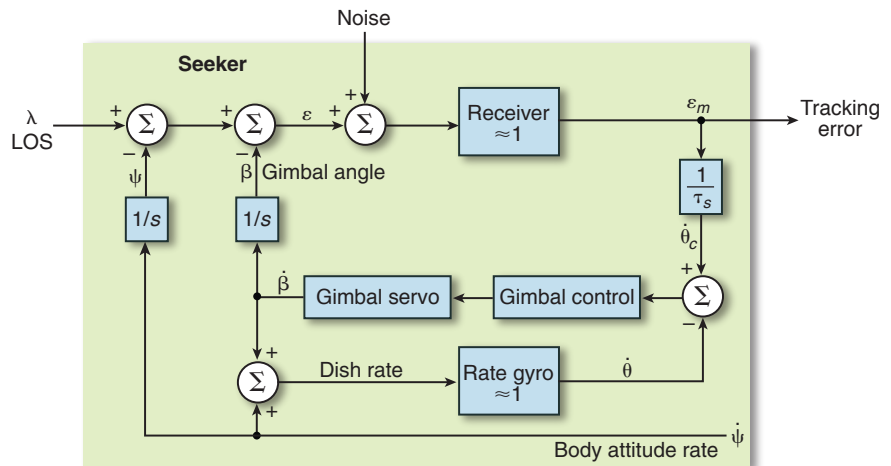 Noise
Seeker
λ
LOS
+
Σ
−
+
Σ
−
ε
+
+
Σ
Receiver
≈1
εm
Tracking
error
ψ
β Gimbal angle
1/s
1/s
1
τs
θ̇c
β̇
Gimbal servo
Gimbal control
+
Σ
−
+
Σ
+
Dish rate
Rate gyro
≈1
θ̇
ψ̇
Body attitude rate